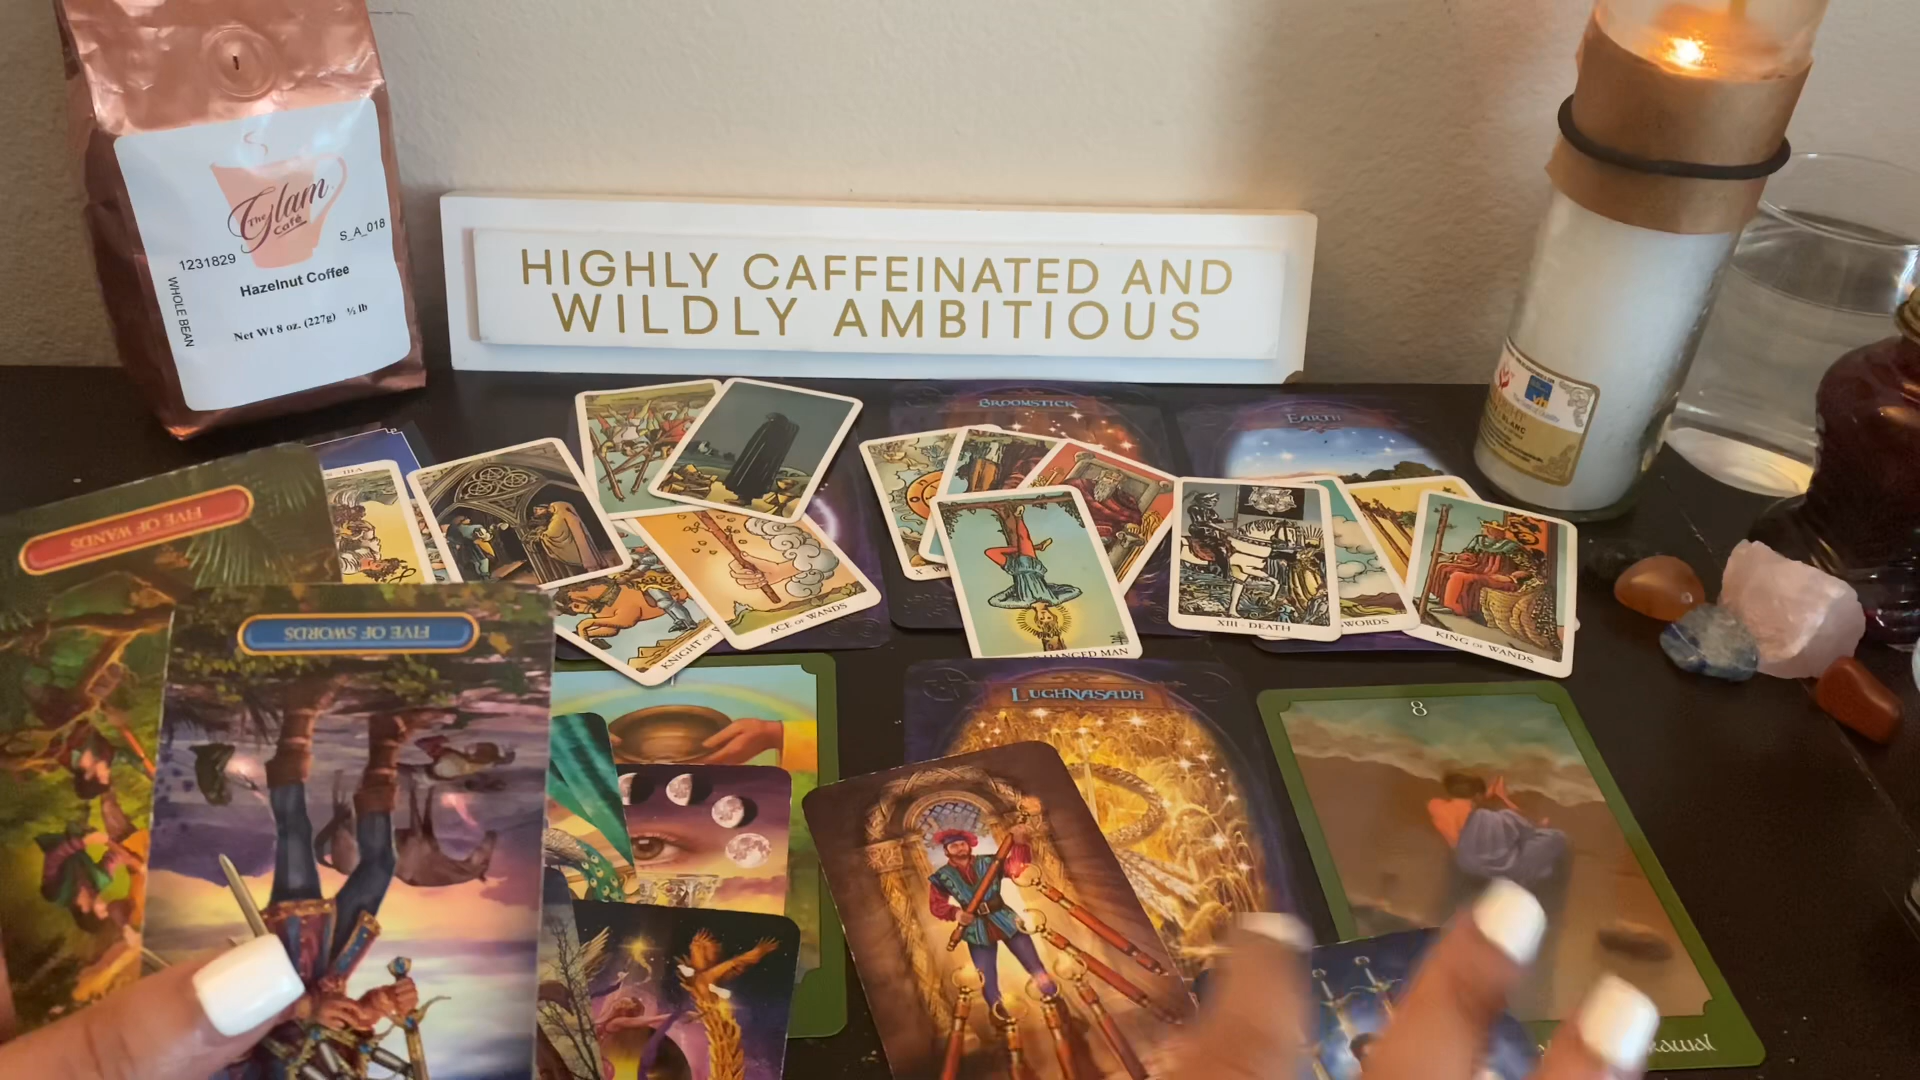 The
Glam
Café
1231829
S_A_018
Hazelnut Coffee
WHOLE BEAN
Net Wt 8 oz. (227g) ½ lb
HIGHLY CAFFEINATED AND
WILDLY AMBITIOUS
BROOMSTICK
EARTH
FIVE OF WANDS
FIVE OF SWORDS
KNIGHT OF
ACE OF WANDS
HANGED MAN
XIII · DEATH
WORDS
KING OF WANDS
LUGHNASADH
8